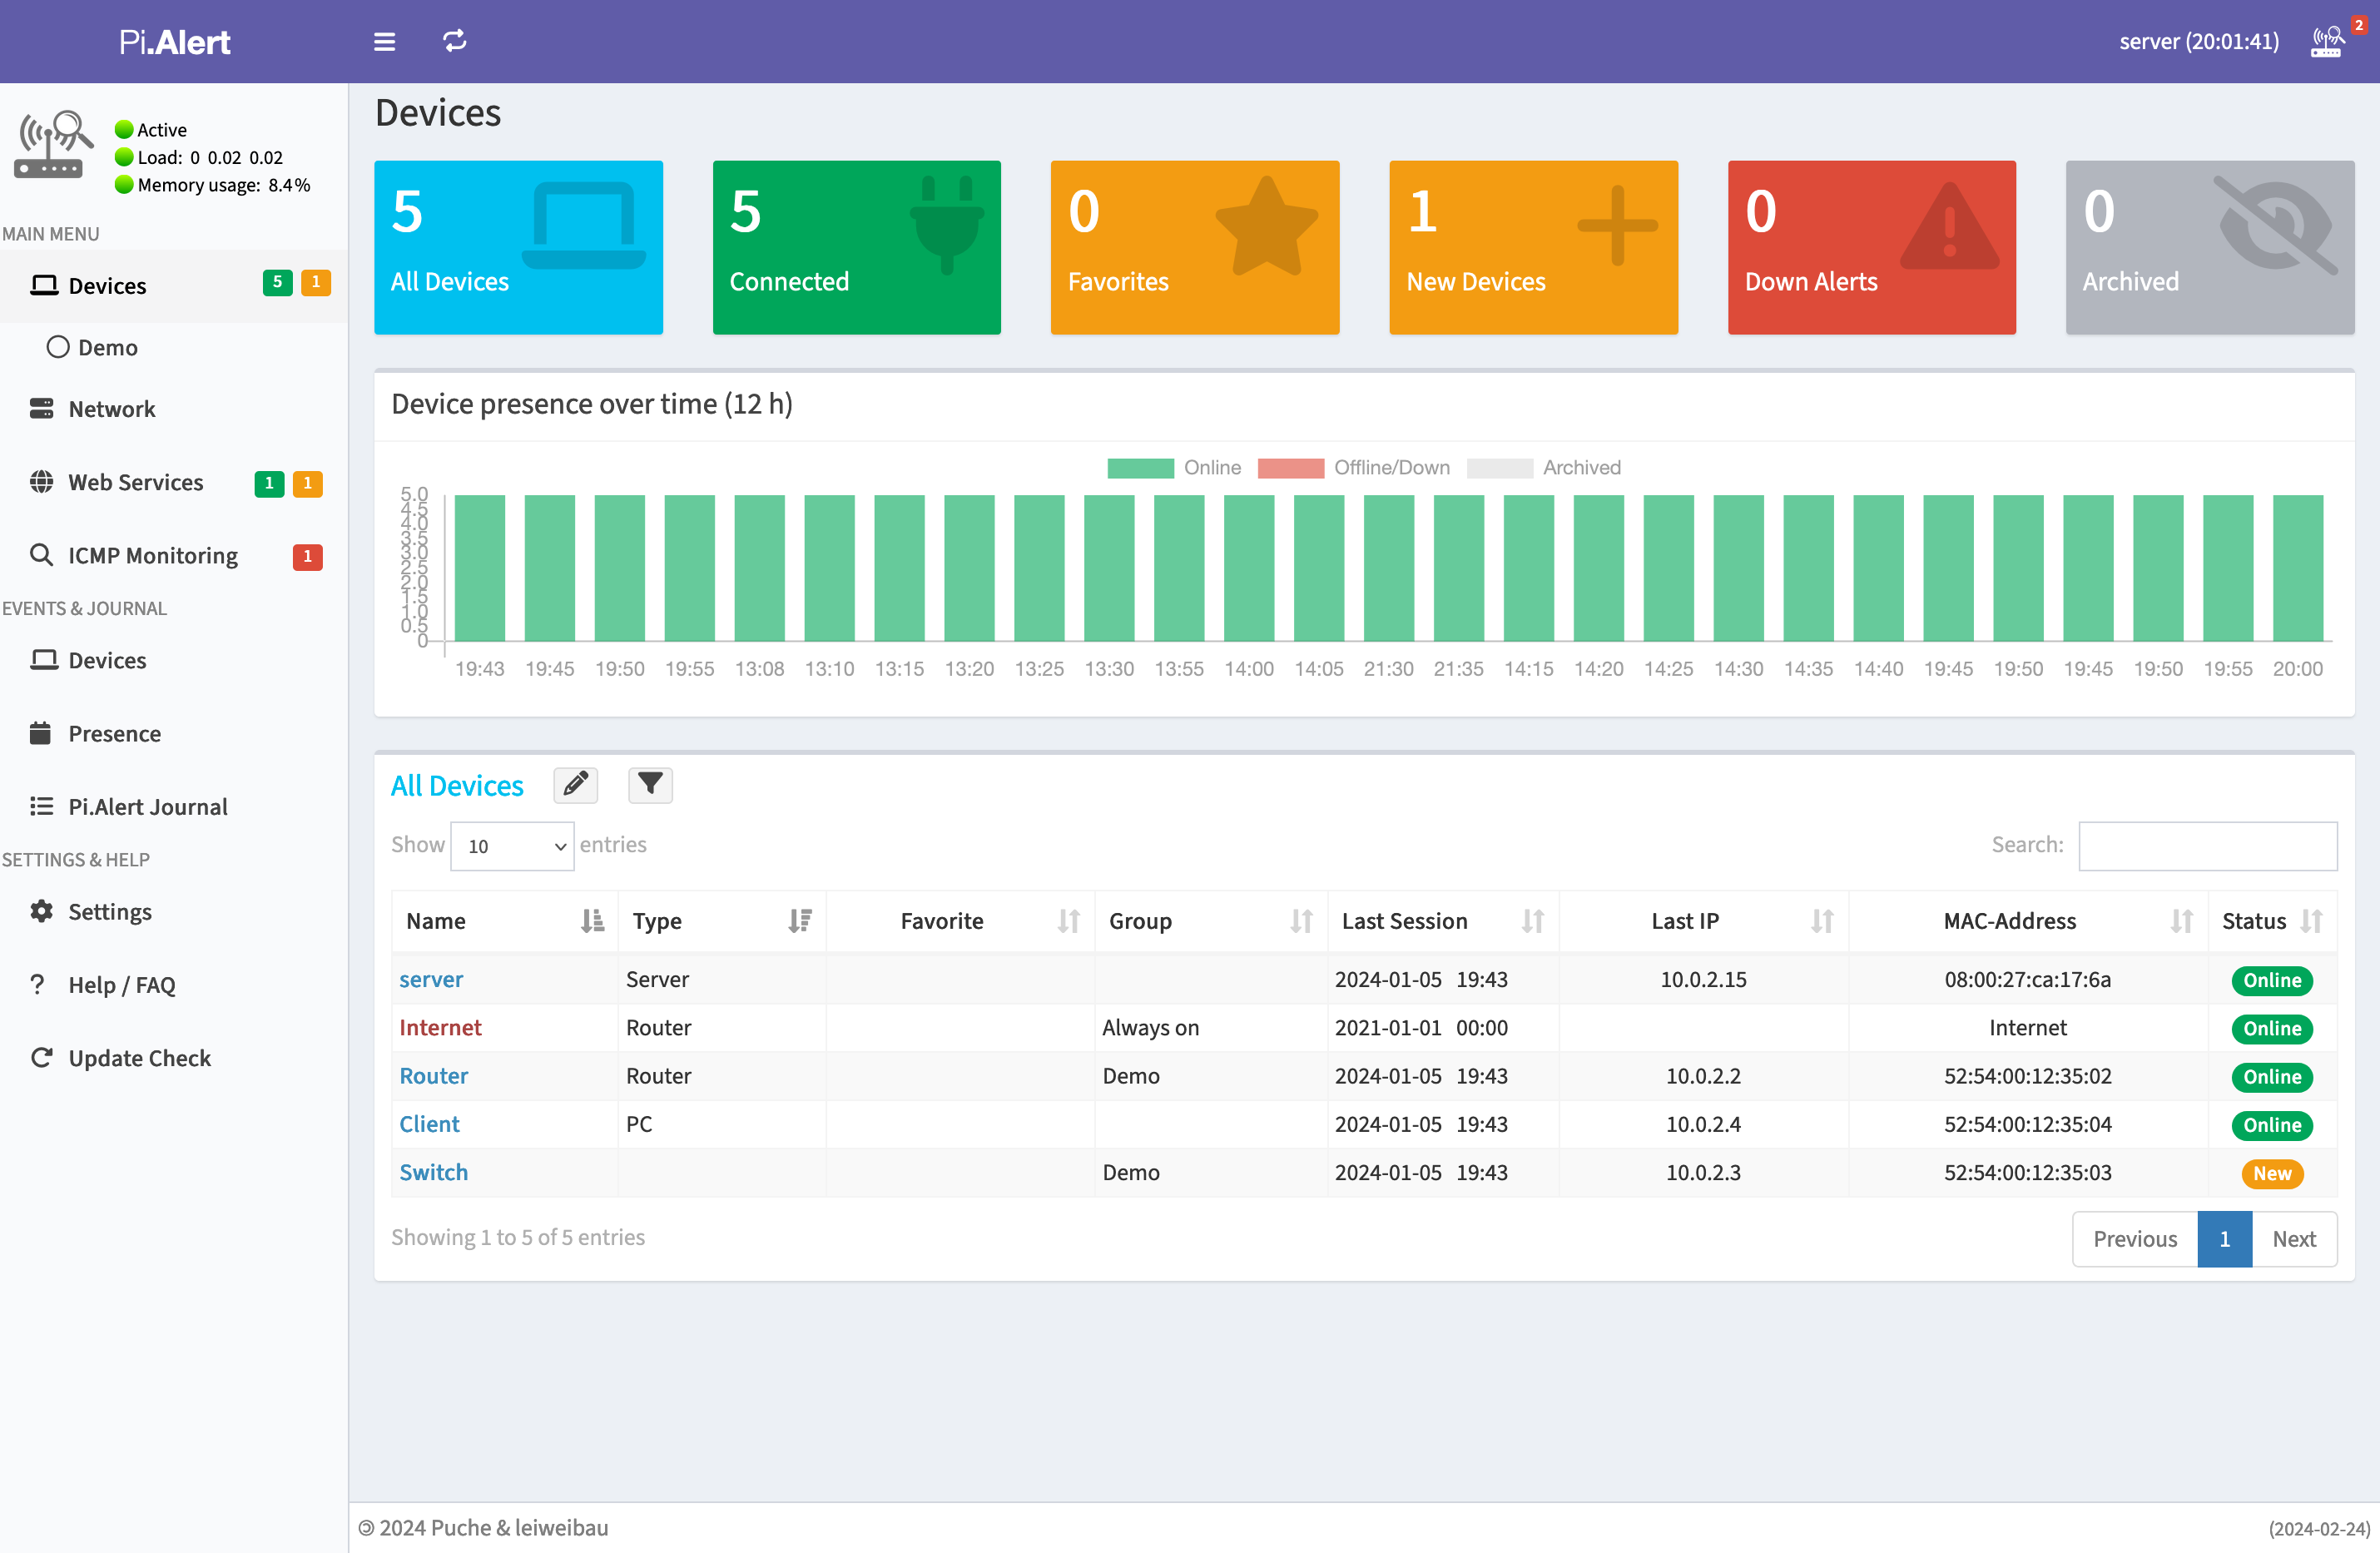 Pi.Alert
server (20:01:41)
2
Active
Load: 0 0.02 0.02
Memory usage: 8.4%
MAIN MENU
Devices 5 1
Demo
Network
Web Services 1 1
ICMP Monitoring 1
EVENTS & JOURNAL
Devices
Presence
Pi.Alert Journal
SETTINGS & HELP
Settings
Help / FAQ
Update Check
Devices
5
All Devices
5
Connected
0
Favorites
1
New Devices
0
Down Alerts
0
Archived
Device presence over time (12 h)
Online Offline/Down Archived
5.0
4.5
4.0
3.5
3.0
2.5
2.0
1.5
1.0
0.5
0
19:43 19:45 19:50 19:55 13:08 13:10 13:15 13:20 13:25 13:30 13:55 14:00 14:05 21:30 21:35 14:15 14:20 14:25 14:30 14:35 14:40 19:45 19:50 19:45 19:50 19:55 20:00
All Devices
Show 10 entries
Search:
Name Type Favorite Group Last Session Last IP MAC-Address Status
server Server 2024-01-05 19:43 10.0.2.15 08:00:27:ca:17:6a Online
Internet Router Always on 2021-01-01 00:00 Internet Online
Router Router Demo 2024-01-05 19:43 10.0.2.2 52:54:00:12:35:02 Online
Client PC 2024-01-05 19:43 10.0.2.4 52:54:00:12:35:04 Online
Switch Demo 2024-01-05 19:43 10.0.2.3 52:54:00:12:35:03 New
Showing 1 to 5 of 5 entries
Previous 1 Next
🄯 2024 Puche & leiweibau
(2024-02-24)